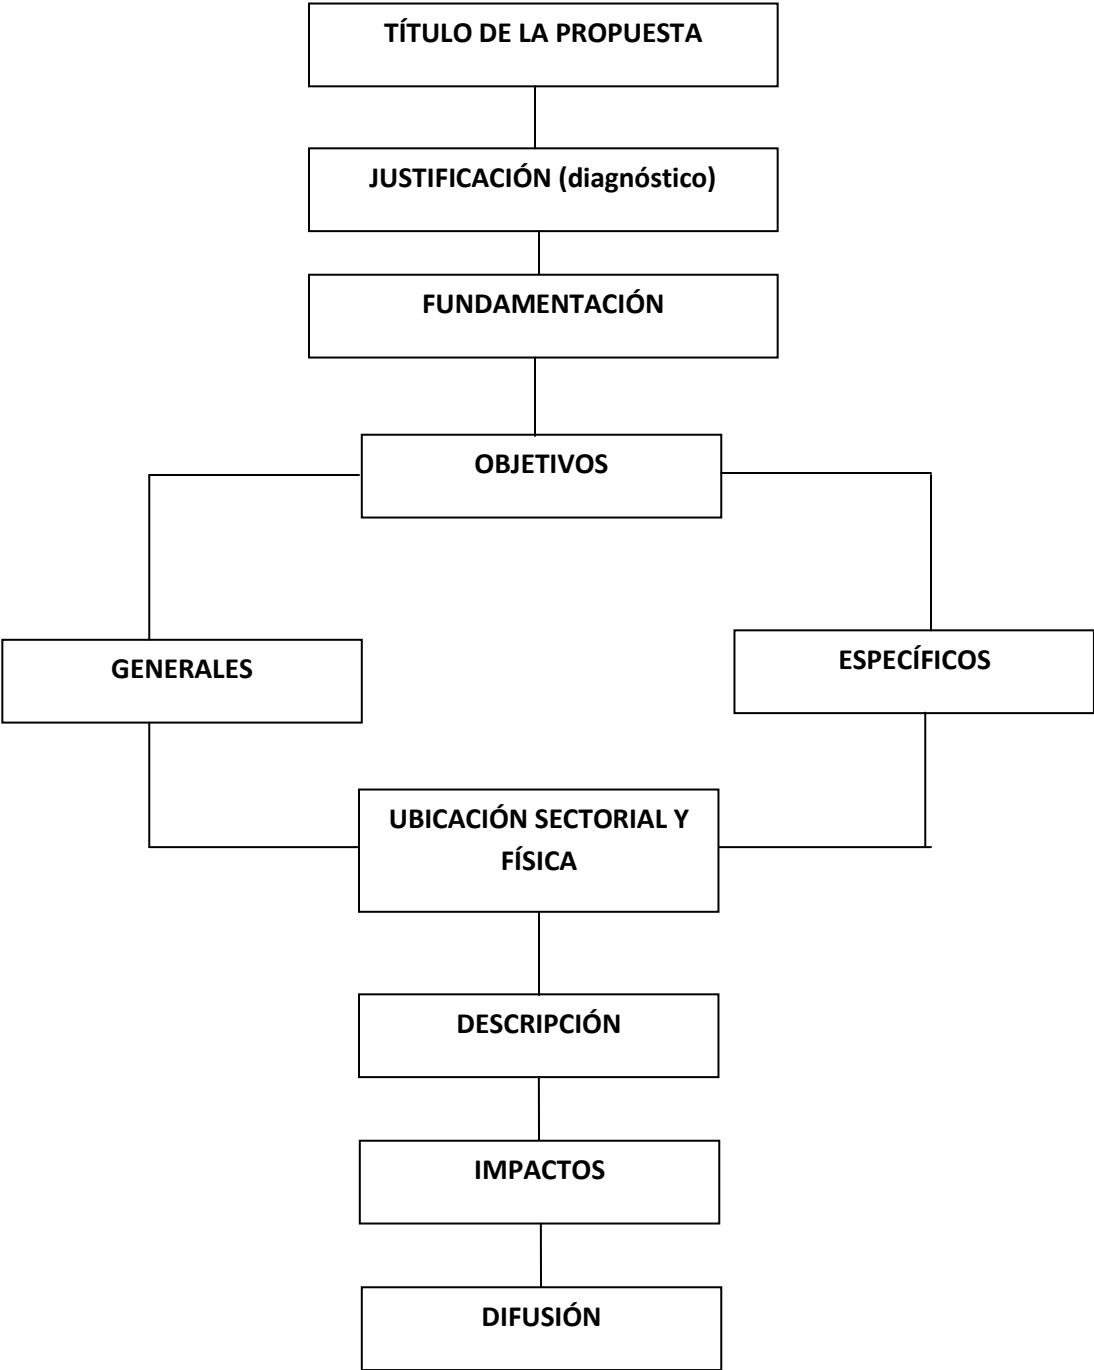 TÍTULO DE LA PROPUESTA
JUSTIFICACIÓN (diagnóstico)
FUNDAMENTACIÓN
OBJETIVOS
GENERALES
ESPECÍFICOS
UBICACIÓN SECTORIAL Y
FÍSICA
DESCRIPCIÓN
IMPACTOS
DIFUSIÓN